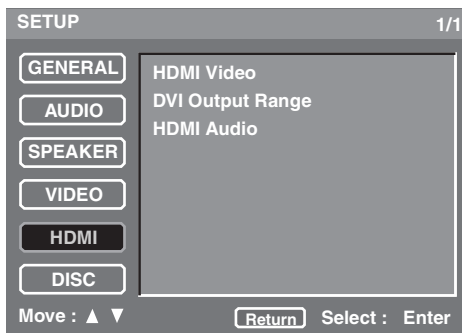 SETUP 1/1
GENERAL
AUDIO
SPEAKER
VIDEO
HDMI
DISC
HDMI Video
DVI Output Range
HDMI Audio
Move : ▲ ▼ Return Select : Enter